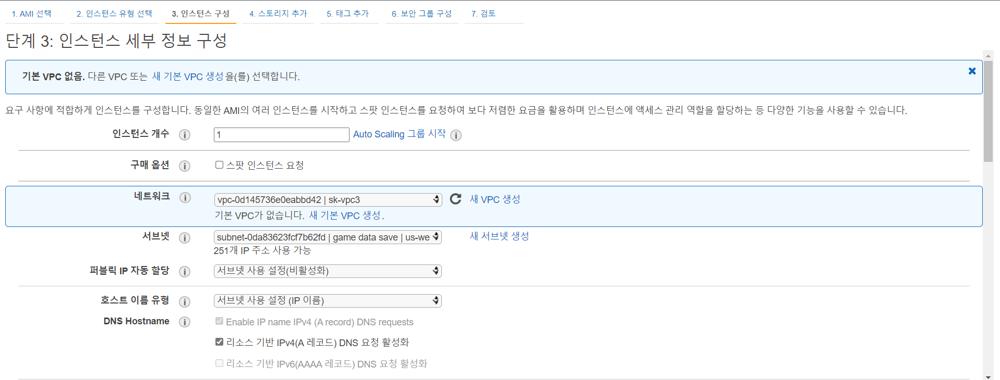 1. AMI 선택 2. 인스턴스 유형 선택 3. 인스턴스 구성 4. 스토리지 추가 5. 태그 추가 6. 보안 그룹 구성 7. 검토
단계 3: 인스턴스 세부 정보 구성
기본 VPC 없음. 다른 VPC 또는 새 기본 VPC 생성을(를) 선택합니다.
요구 사항에 적합하게 인스턴스를 구성합니다. 동일한 AMI의 여러 인스턴스를 시작하고 스팟 인스턴스를 요청하여 보다 저렴한 요금을 활용하며 인스턴스에 액세스 관리 역할을 할당하는 등 다양한 기능을 사용할 수 있습니다.
인스턴스 개수 1 Auto Scaling 그룹 시작
구매 옵션 스팟 인스턴스 요청
네트워크 vpc-0d145736e0eabbd42 | sk-vpc3 새 VPC 생성
기본 VPC가 없습니다. 새 기본 VPC 생성.
서브넷 subnet-0da83623fcf7b62fd | game data save | us-we 새 서브넷 생성
251개 IP 주소 사용 가능
퍼블릭 IP 자동 할당 서브넷 사용 설정(비활성화)
호스트 이름 유형 서브넷 사용 설정 (IP 이름)
DNS Hostname Enable IP name IPv4 (A record) DNS requests
리소스 기반 IPv4(A 레코드) DNS 요청 활성화
리소스 기반 IPv6(AAAA 레코드) DNS 요청 활성화